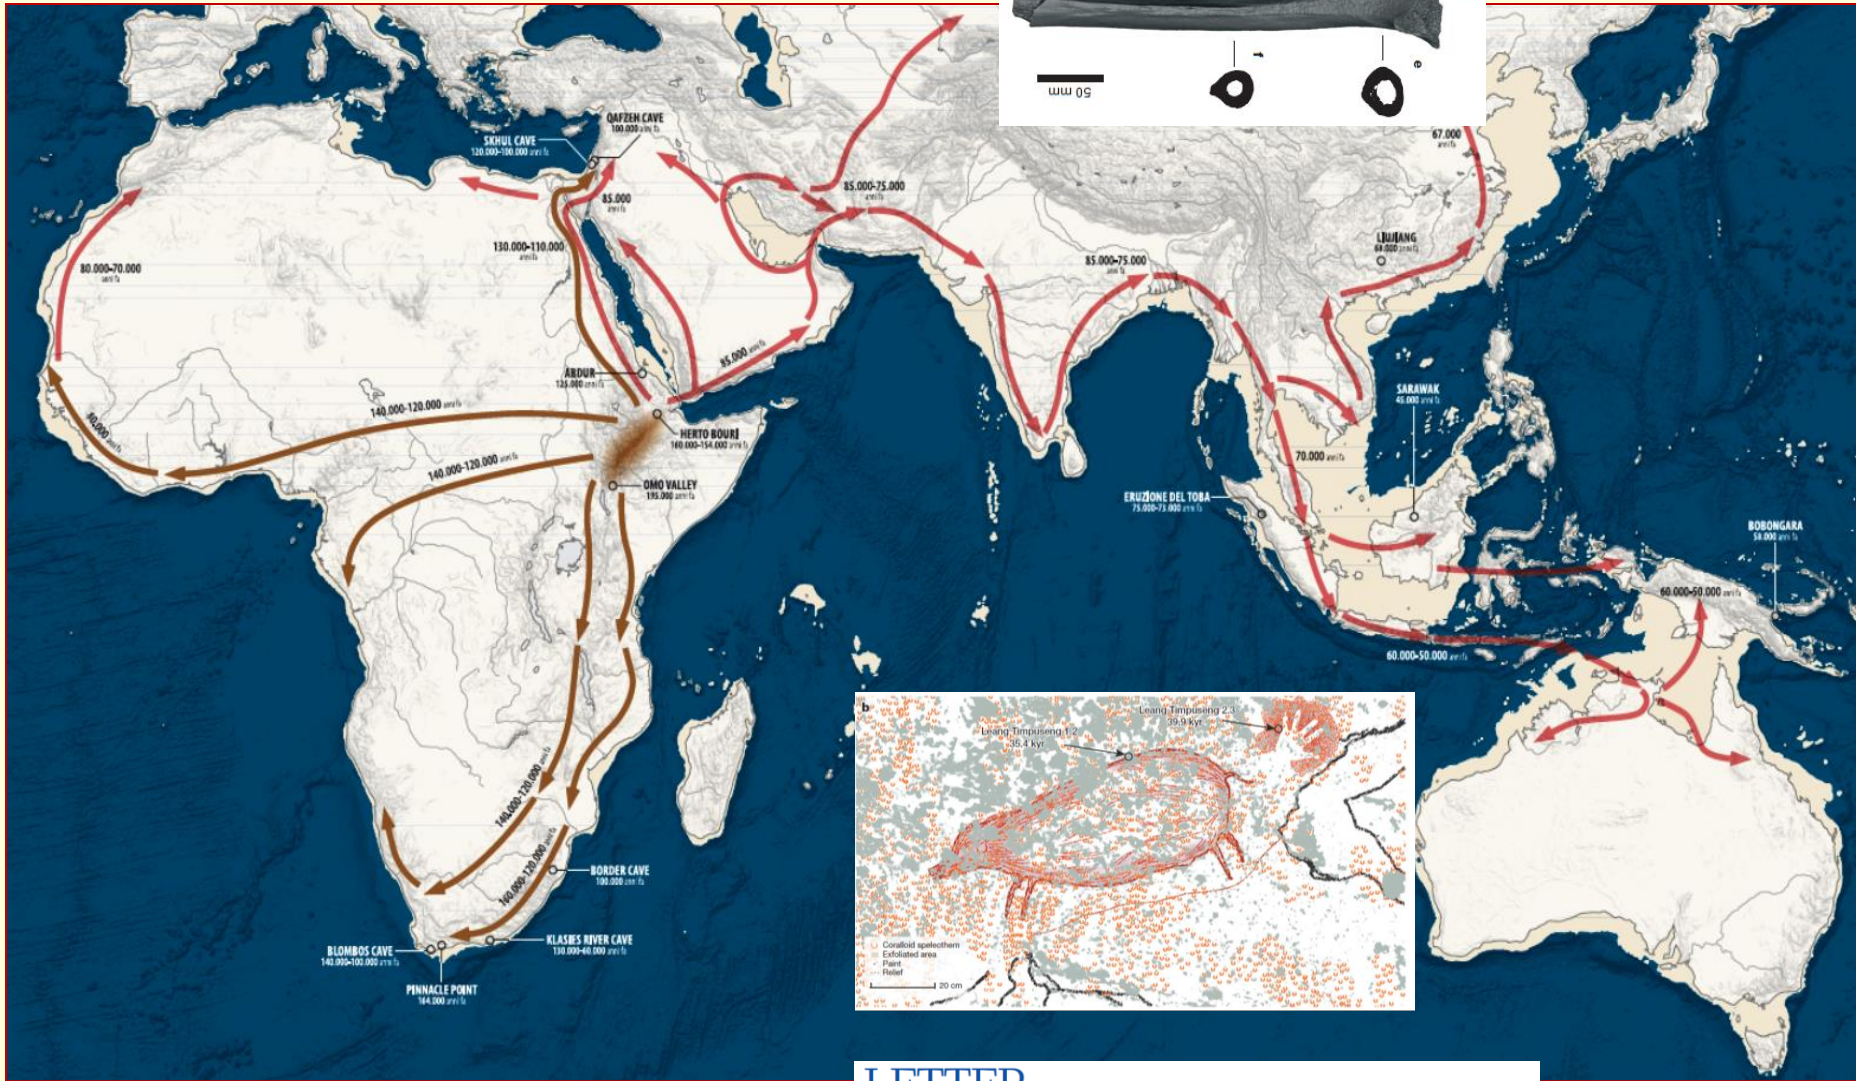 50 mm
f
e
QAFZEH CAVE
100.000 anni fa
SKHUL CAVE
120.000-100.000 anni fa
67.000
anni fa
85.000-75.000
anni fa
85.000
anni fa
130.000-110.000
anni fa
80.000-70.000
anni fa
LIUJIANG
68.000 anni fa
85.000-75.000
anni fa
85.000 anni fa
ABDUR
125.000 anni fa
SARAWAK
45.000 anni fa
140.000-120.000 anni fa
HERTO BOURI
160.000-154.000 anni fa
anni fa
70.000 anni fa
140.000-120.000 anni fa
OMO VALLEY
195.000 anni fa
ERUZIONE DEL TOBA
75.000-73.000 anni fa
BOBONGARA
58.000 anni fa
60.000-50.000 anni fa
60.000-50.000 anni fa
b
Leang Timpuseng 2.3
39.9 kyr
Leang Timpuseng 1.2
35.4 kyr
140.000-120.000 anni fa
160.000-120.000 anni fa
BORDER CAVE
100.000 anni fa
KLASIES RIVER CAVE
130.000-60.000 anni fa
BLOMBOS CAVE
140.000-100.000 anni fa
PINNACLE POINT
164.000 anni fa
Coralloid speleothem
Exfoliated area
Paint
Relief
20 cm
LETTER